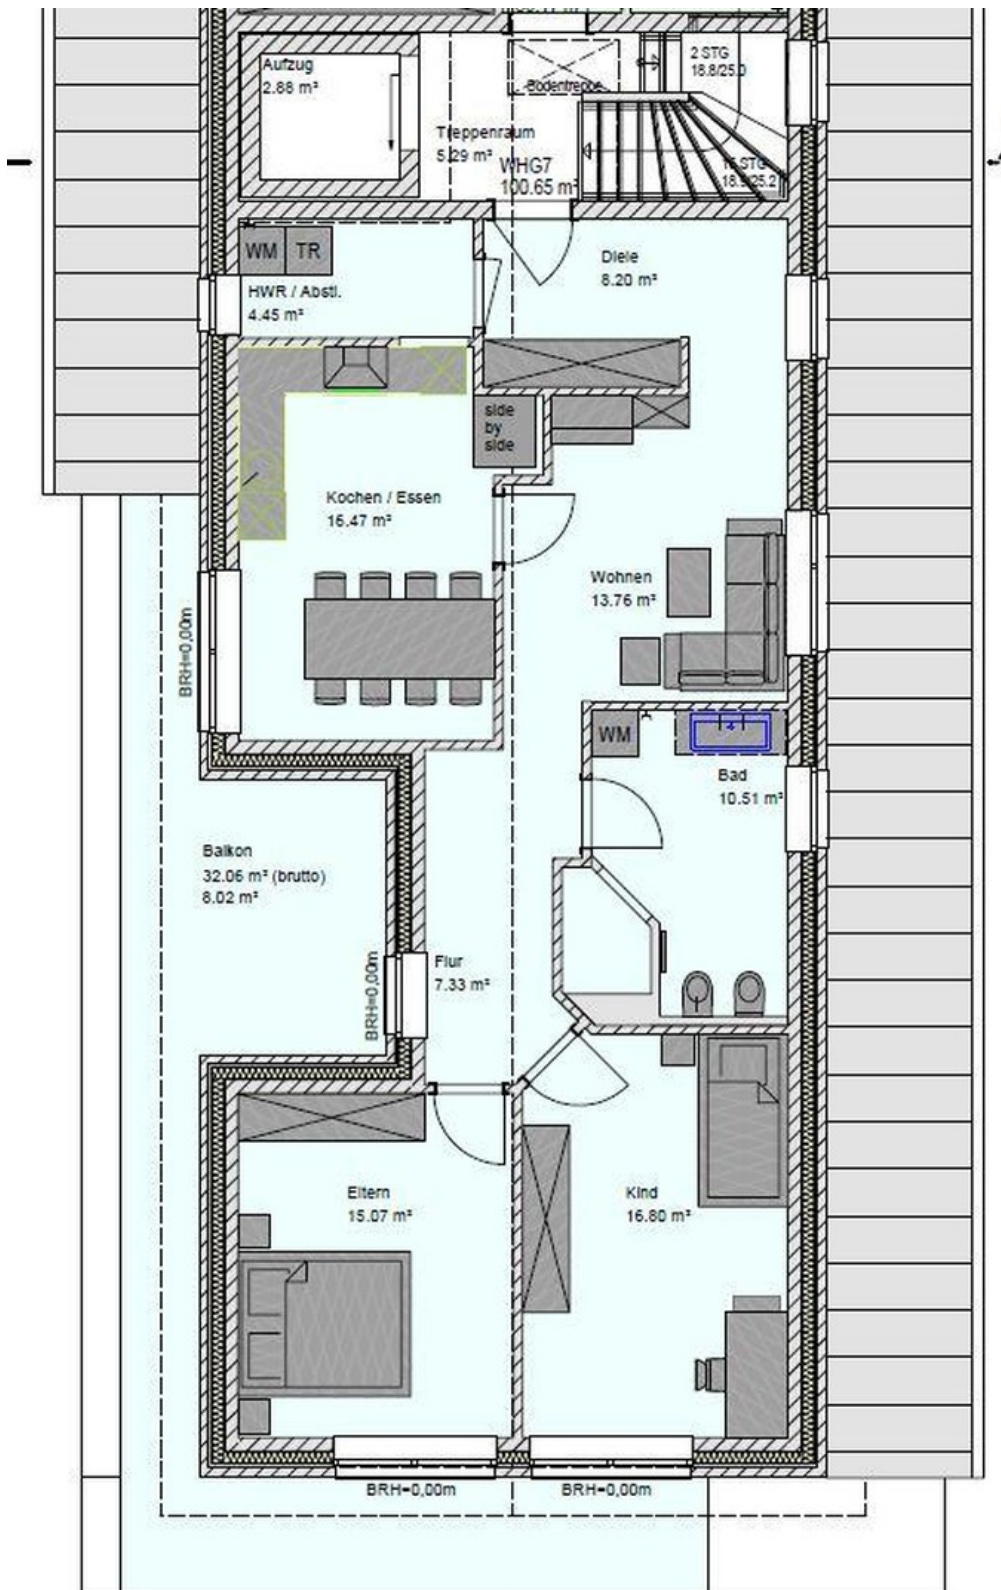 Aufzug
2.88 m²
2 STG
18.8/25.0
Bodentreppe
Treppenraum
5.29 m²
WHG7
100.65 m²
18.9/25.2
WM
TR
HWR / Abstl.
4.45 m²
Diele
8.20 m²
side
by
side
Kochen / Essen
16.47 m²
Wohnen
13.76 m²
BRH=0,00m
WM
Bad
10.51 m²
Balkon
32.06 m² (brutto)
8.02 m²
Flur
7.33 m²
BRH=0,00m
Eltern
15.07 m²
Kind
16.80 m²
BRH=0,00m
BRH=0,00m